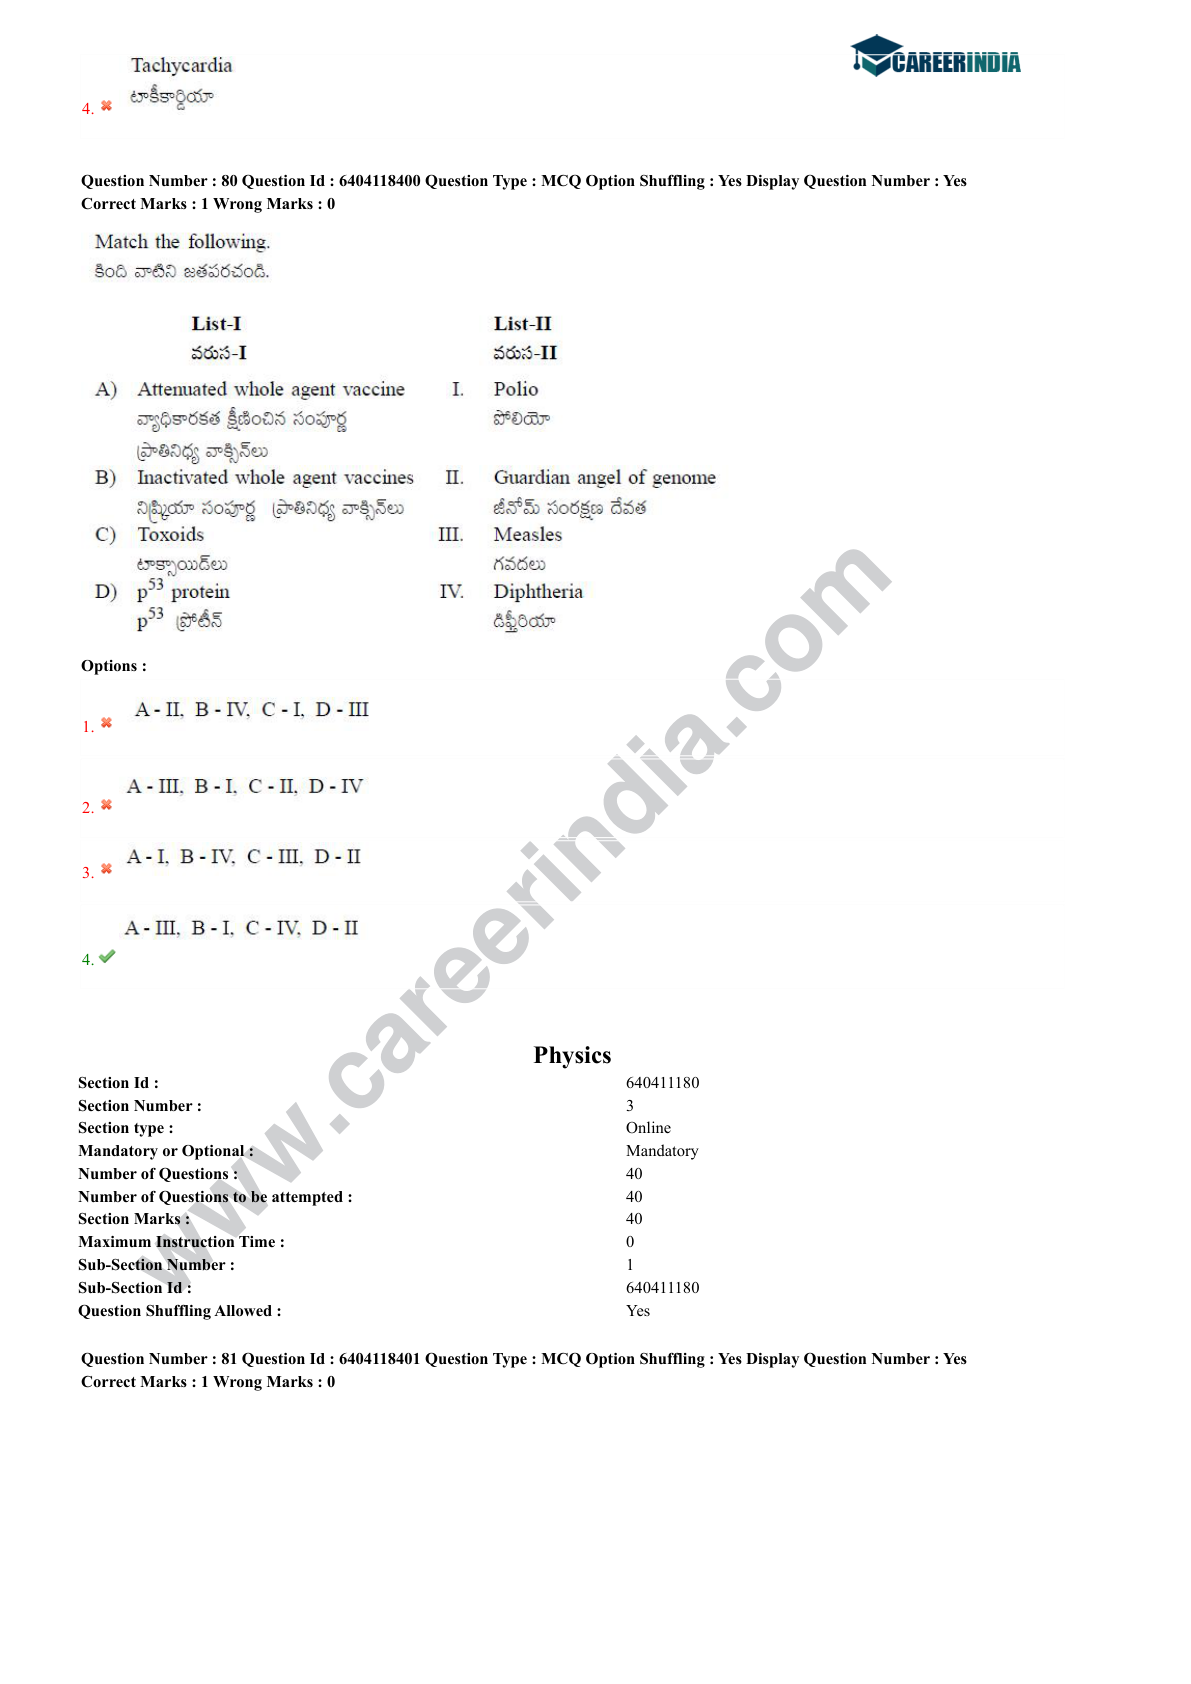 CAREERINDIA
Tachycardia
టాకీకార్డియా
4.
Question Number : 80 Question Id : 6404118400 Question Type : MCQ Option Shuffling : Yes Display Question Number : Yes
Correct Marks : 1 Wrong Marks : 0
Match the following.
కింది వాటిని జతపరచండి.
List-I List-II
వరుస-I వరుస-II
A) Attenuated whole agent vaccine I. Polio
వ్యాధికారకత క్షీణించిన సంపూర్ణ పోలియో
ప్రాతినిధ్య వాక్సిన్‌లు
B) Inactivated whole agent vaccines II. Guardian angel of genome
నిష్క్రియా సంపూర్ణ ప్రాతినిధ్య వాక్సిన్‌లు జీనోమ్ సంరక్షణ దేవత
C) Toxoids III. Measles
టాక్సాయిడ్‌లు గవదలు
D) p53 protein IV. Diphtheria
p53 ప్రోటీన్ డిఫ్తీరియా
Options :
A - II, B - IV, C - I, D - III
1.
A - III, B - I, C - II, D - IV
2.
A - I, B - IV, C - III, D - II
3.
A - III, B - I, C - IV, D - II
4.
www.careerindia.com
Physics
Section Id : 640411180
Section Number : 3
Section type : Online
Mandatory or Optional : Mandatory
Number of Questions : 40
Number of Questions to be attempted : 40
Section Marks : 40
Maximum Instruction Time : 0
Sub-Section Number : 1
Sub-Section Id : 640411180
Question Shuffling Allowed : Yes
Question Number : 81 Question Id : 6404118401 Question Type : MCQ Option Shuffling : Yes Display Question Number : Yes
Correct Marks : 1 Wrong Marks : 0